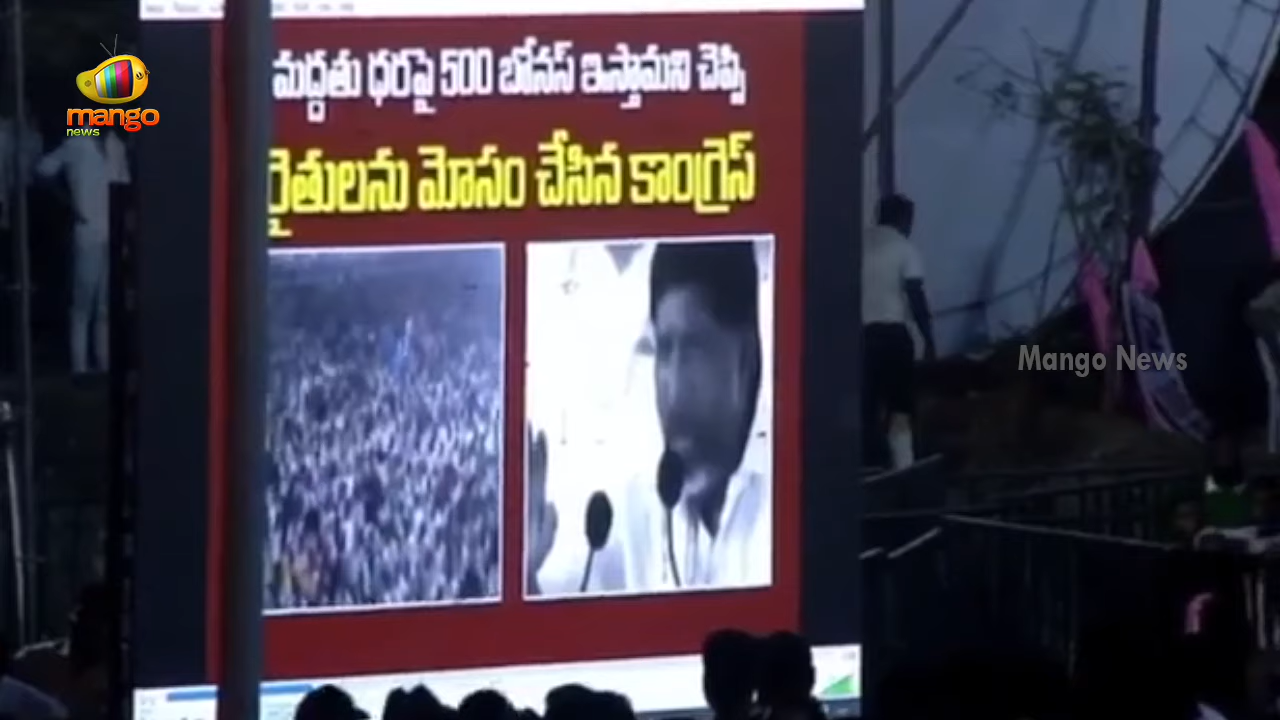 మద్దతు ధరపై 500 బోనస్ ఇస్తామని చెప్పి
రైతులను మోసం చేసిన కాంగ్రెస్
mango
news
Mango News